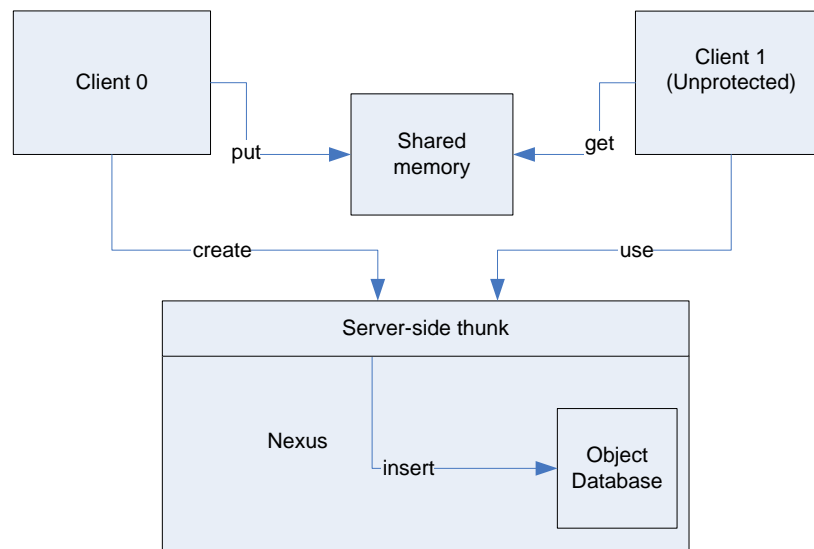 Client 0
Client 1
(Unprotected)
put
Shared
memory
get
create
use
Server-side thunk
Nexus
insert
Object
Database